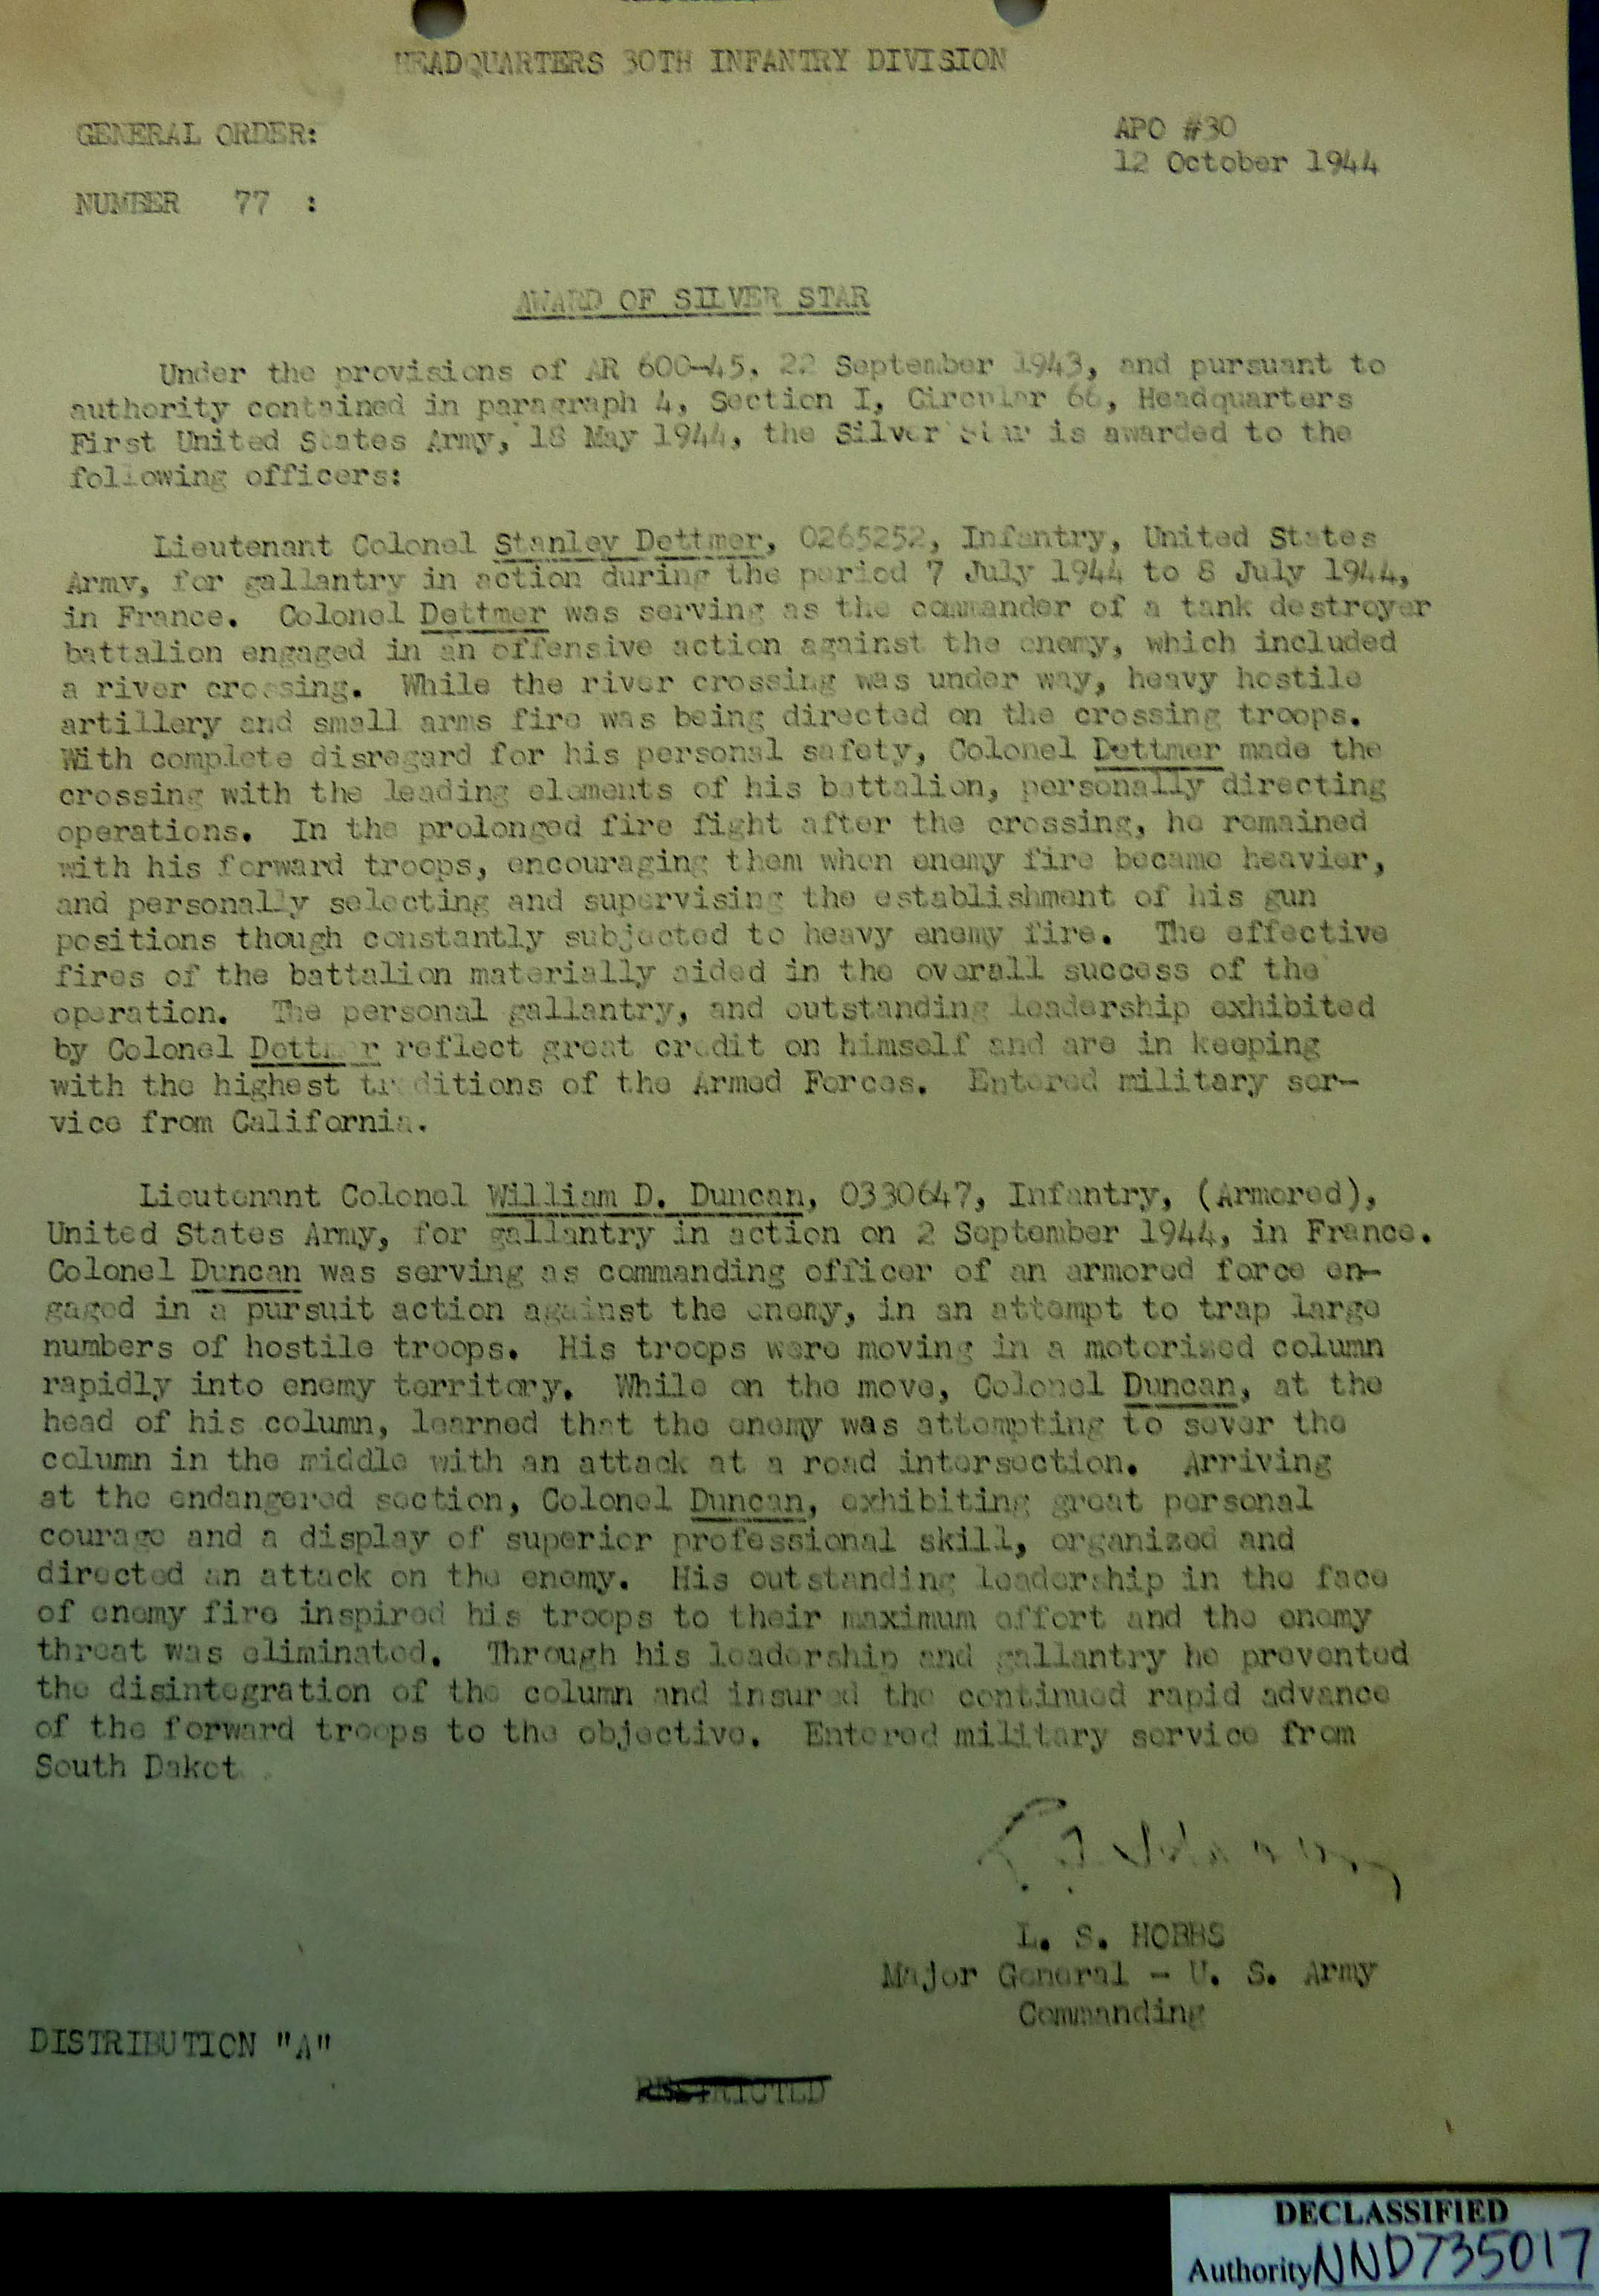 HEADQUARTERS 30TH INFANTRY DIVISION
GENERAL ORDER:
APO #30
12 October 1944
NUMBER 77 :
AWARD OF SILVER STAR
Under the provisions of AR 600-45, 22 September 1943, and pursuant to
authority contained in paragraph 4, Section I, Circular 66, Headquarters
First United States Army, 18 May 1944, the Silver Star is awarded to the
following officers:
Lieutenant Colonel Stanley Dettmer, 0265252, Infantry, United States
Army, for gallantry in action during the period 7 July 1944 to 8 July 1944,
in France. Colonel Dettmer was serving as the commander of a tank destroyer
battalion engaged in an offensive action against the enemy, which included
a river crossing. While the river crossing was under way, heavy hostile
artillery and small arms fire was being directed on the crossing troops.
With complete disregard for his personal safety, Colonel Dettmer made the
crossing with the leading elements of his battalion, personally directing
operations. In the prolonged fire fight after the crossing, he remained
with his forward troops, encouraging them when enemy fire became heavier,
and personally selecting and supervising the establishment of his gun
positions though constantly subjected to heavy enemy fire. The effective
fires of the battalion materially aided in the overall success of the
operation. The personal gallantry, and outstanding leadership exhibited
by Colonel Dettmer reflect great credit on himself and are in keeping
with the highest traditions of the Armed Forces. Entered military ser-
vice from California.
Lieutenant Colonel William D. Duncan, 0330647, Infantry, (Armored),
United States Army, for gallantry in action on 2 September 1944, in France.
Colonel Duncan was serving as commanding officer of an armored force en-
gaged in a pursuit action against the enemy, in an attempt to trap large
numbers of hostile troops. His troops were moving in a motorized column
rapidly into enemy territory. While on the move, Colonel Duncan, at the
head of his column, learned that the enemy was attempting to sever the
column in the middle with an attack at a road intersection. Arriving
at the endangered section, Colonel Duncan, exhibiting great personal
courage and a display of superior professional skill, organized and
directed an attack on the enemy. His outstanding leadership in the face
of enemy fire inspired his troops to their maximum effort and the enemy
threat was eliminated. Through his leadership and gallantry he prevented
the disintegration of the column and insured the continued rapid advance
of the forward troops to the objective. Entered military service from
South Dakot
L. S. HOBBS
Major General - U. S. Army
Commanding
DISTRIBUTION "A"
RESTRICTED
DECLASSIFIED
Authority NND735017